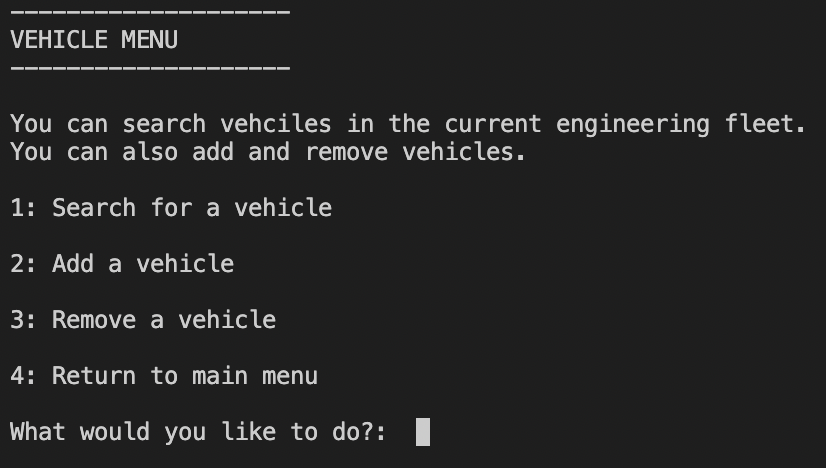 --------------------
VEHICLE MENU
--------------------
You can search vehciles in the current engineering fleet.
You can also add and remove vehicles.
1: Search for a vehicle
2: Add a vehicle
3: Remove a vehicle
4: Return to main menu
What would you like to do?: